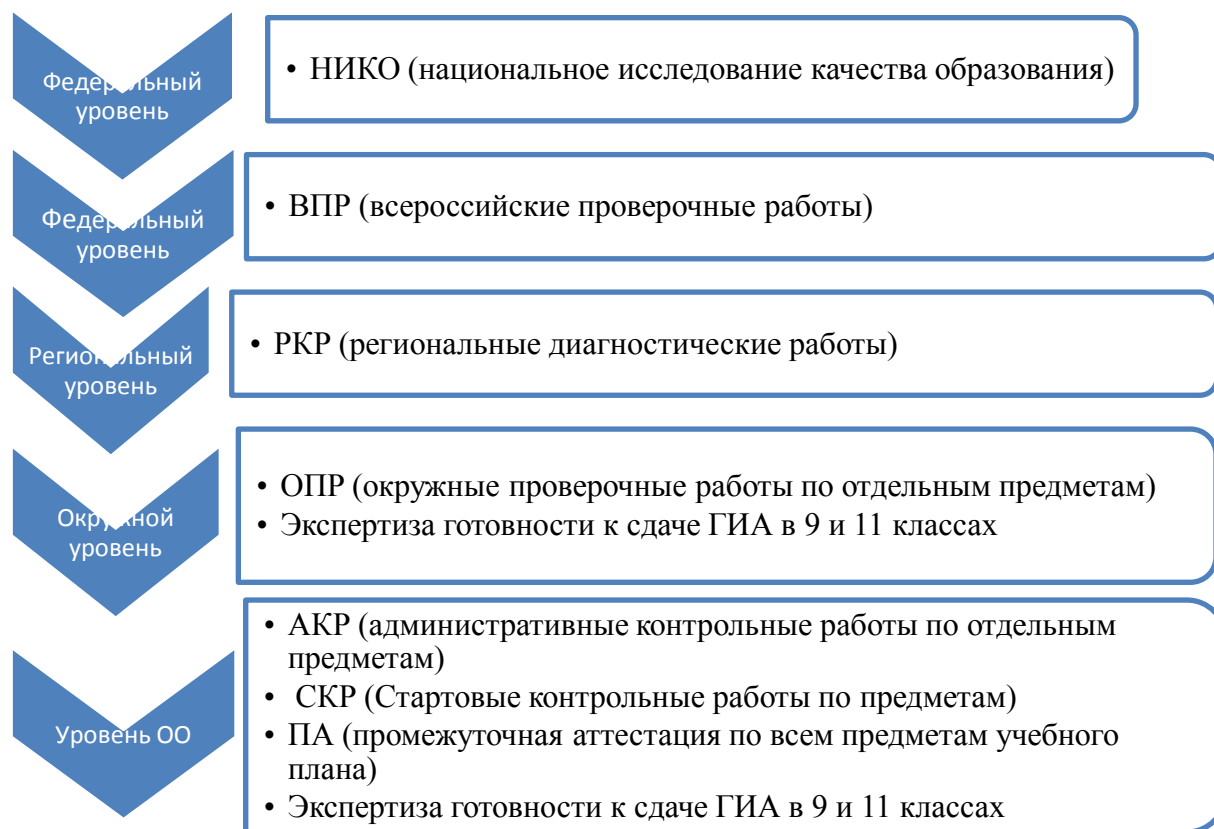 Федеральный
уровень
• НИКО (национальное исследование качества образования)
Федеральный
уровень
• ВПР (всероссийские проверочные работы)
Региональный
уровень
• РКР (региональные диагностические работы)
Окружной
уровень
• ОПР (окружные проверочные работы по отдельным предметам)
• Экспертиза готовности к сдаче ГИА в 9 и 11 классах
Уровень ОО
• АКР (административные контрольные работы по отдельным
предметам)
• СКР (Стартовые контрольные работы по предметам)
• ПА (промежуточная аттестация по всем предметам учебного
плана)
• Экспертиза готовности к сдаче ГИА в 9 и 11 классах